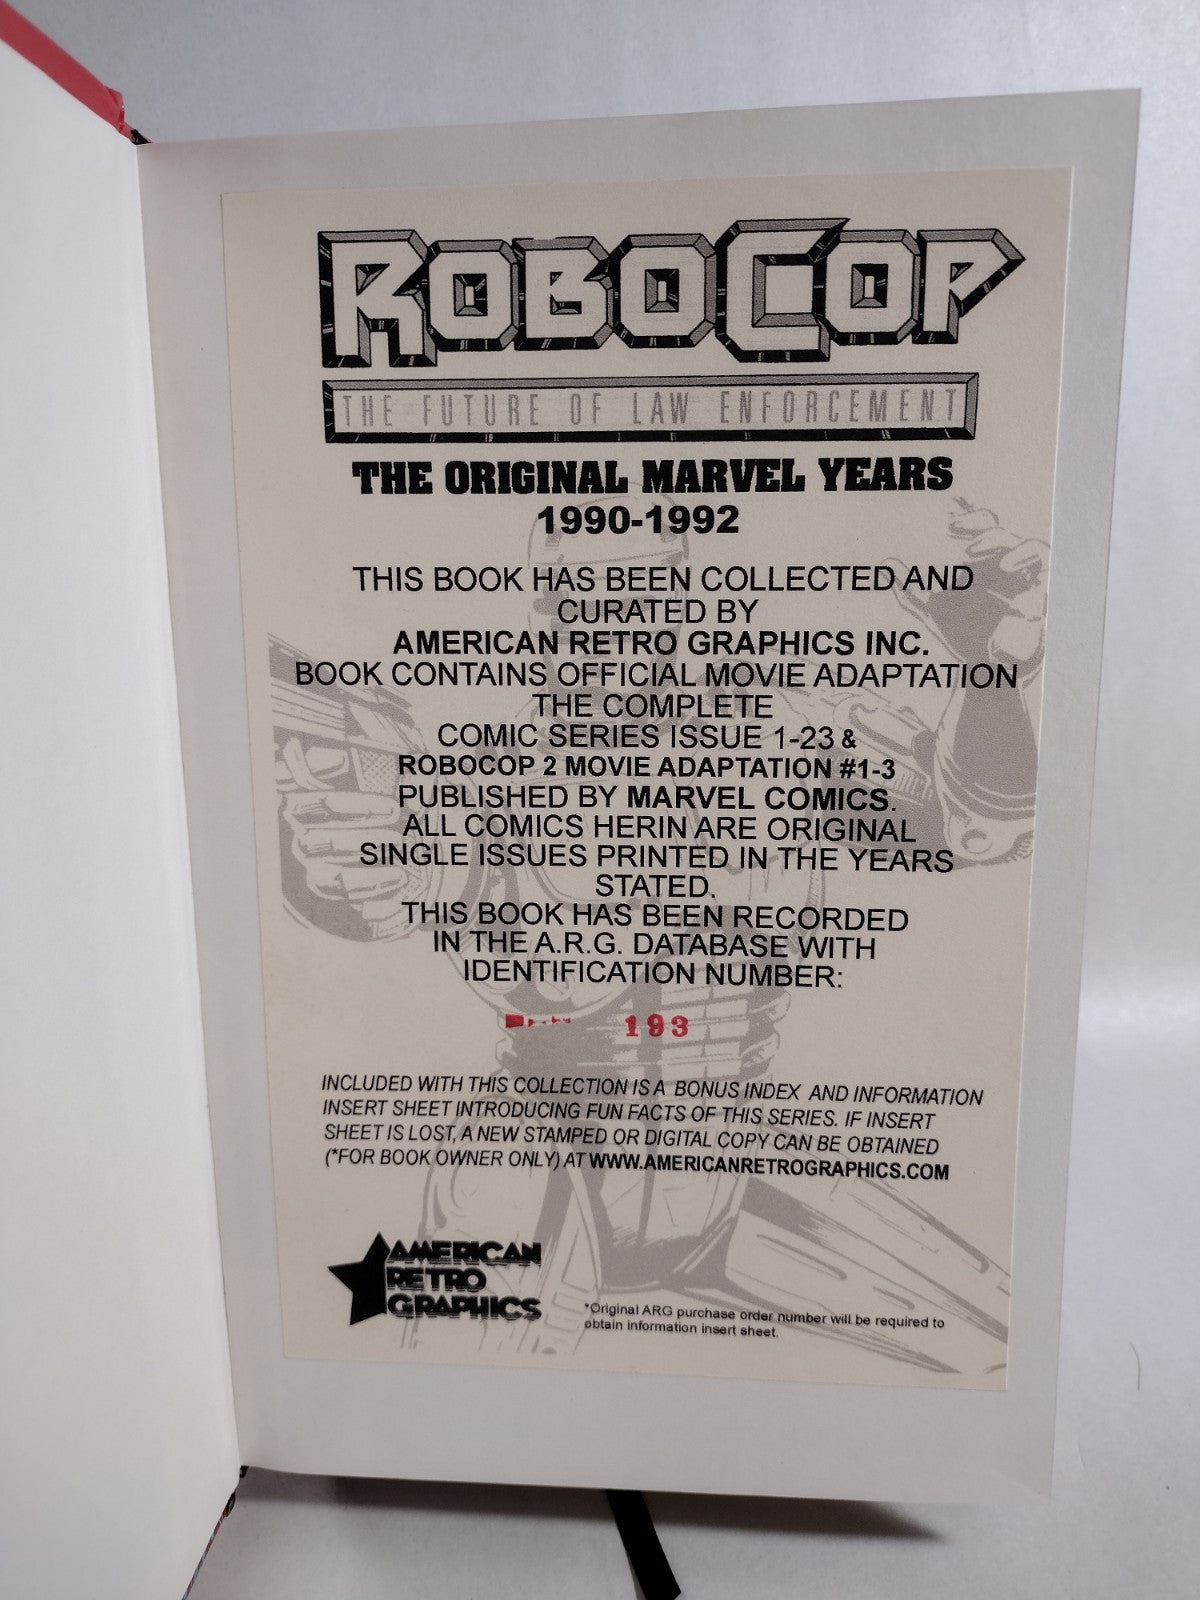 ROBOCOP
THE FUTURE OF LAW ENFORCEMENT
THE ORIGINAL MARVEL YEARS
1990-1992
THIS BOOK HAS BEEN COLLECTED AND
CURATED BY
AMERICAN RETRO GRAPHICS INC.
BOOK CONTAINS OFFICIAL MOVIE ADAPTATION
THE COMPLETE
COMIC SERIES ISSUE 1-23 &
ROBOCOP 2 MOVIE ADAPTATION #1-3
PUBLISHED BY MARVEL COMICS.
ALL COMICS HERIN ARE ORIGINAL
SINGLE ISSUES PRINTED IN THE YEARS
STATED.
THIS BOOK HAS BEEN RECORDED
IN THE A.R.G. DATABASE WITH
IDENTIFICATION NUMBER:
193
INCLUDED WITH THIS COLLECTION IS A BONUS INDEX AND INFORMATION
INSERT SHEET INTRODUCING FUN FACTS OF THIS SERIES. IF INSERT
SHEET IS LOST, A NEW STAMPED OR DIGITAL COPY CAN BE OBTAINED
(*FOR BOOK OWNER ONLY) AT WWW.AMERICANRETROGRAPHICS.COM
AMERICAN
RETRO
GRAPHICS
*Original ARG purchase order number will be required to
obtain information insert sheet.